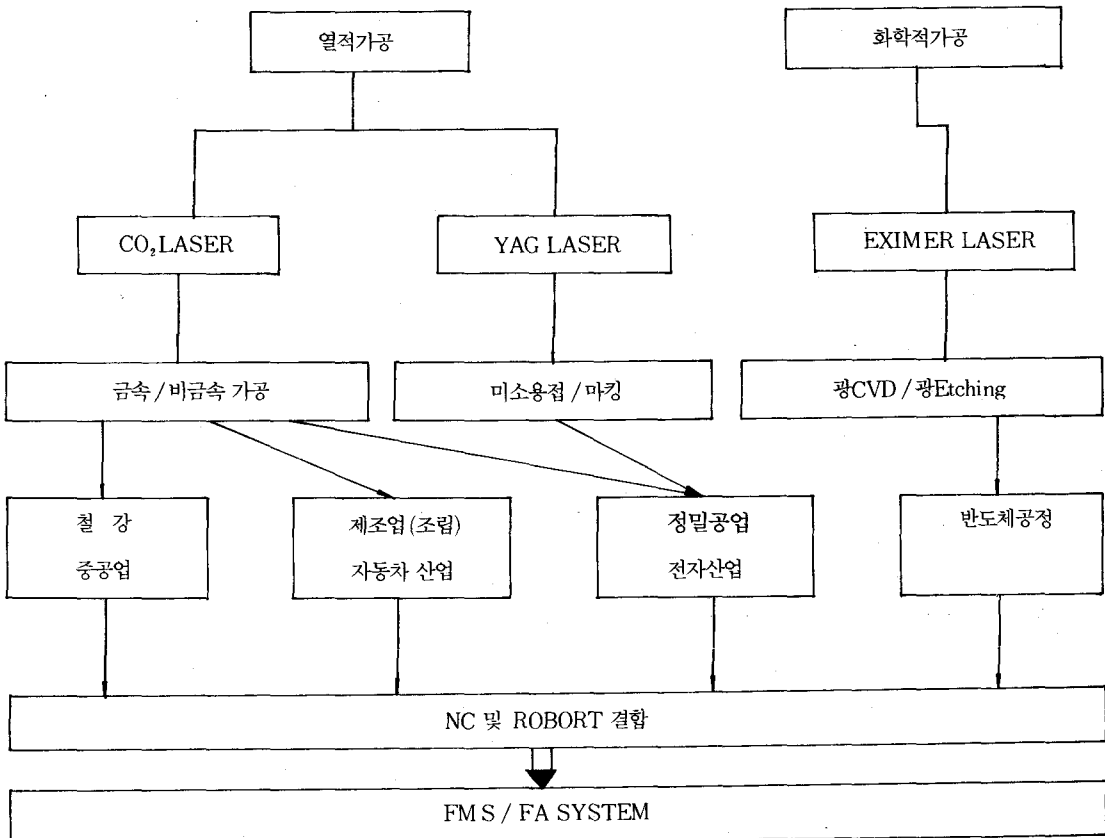 열적가공
화학적가공
CO₂LASER
YAG LASER
EXIMER LASER
금속/비금속 가공
미소용접/마킹
광CVD/광Etching
철 강
중공업
제조업(조립)
자동차 산업
정밀공업
전자산업
반도체공정
NC 및 ROBORT 결합
FMS/FA SYSTEM